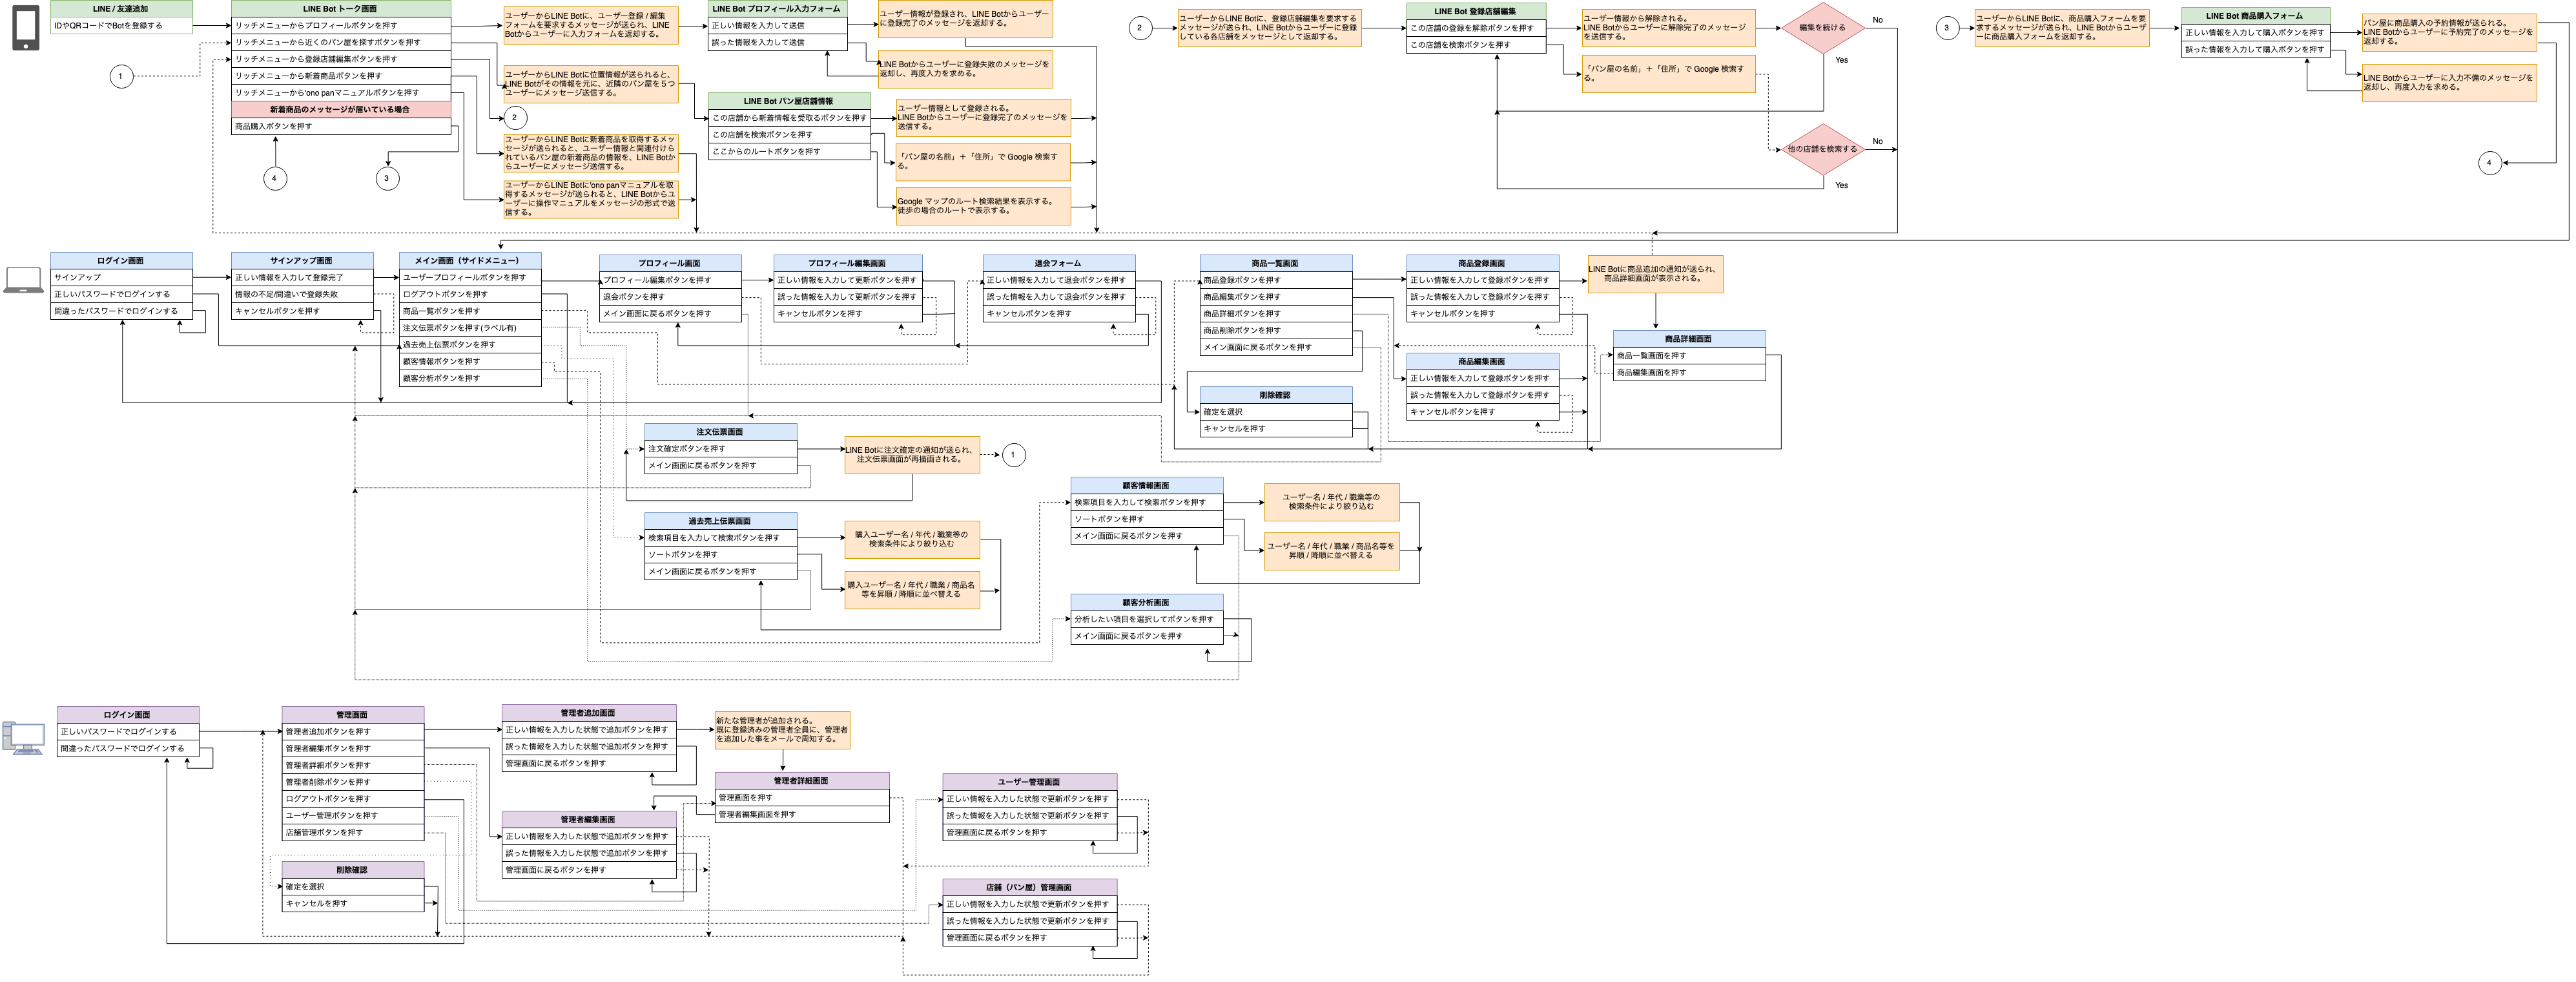 LINE / 友達追加
IDやQRコードでBotを登録する
1
LINE Bot トーク画面
リッチメニューからプロフィールボタンを押す
リッチメニューから近くのパン屋を探すボタンを押す
リッチメニューから登録店舗編集ボタンを押す
リッチメニューから新着商品ボタンを押す
リッチメニューから'ono panマニュアルボタンを押す
新着商品のメッセージが届いている場合
商品購入ボタンを押す
4
3
ユーザーからLINE Botに、ユーザー登録 / 編集
フォームを要求するメッセージが送られ、LINE
Botからユーザーに入力フォームを返却する。
ユーザーからLINE Botに位置情報が送られると、
LINE Botがその情報を元に、近隣のパン屋を５つ
ユーザーにメッセージ送信する。
2
ユーザーからLINE Botに新着商品を取得するメッ
セージが送られると、ユーザー情報と関連付けら
れているパン屋の新着商品の情報を、LINE Botか
らユーザーにメッセージ送信する。
ユーザーからLINE Botに'ono panマニュアルを取
得するメッセージが送られると、LINE Botからユ
ーザーに操作マニュアルをメッセージの形式で送
信する。
LINE Bot プロフィール入力フォーム
正しい情報を入力して送信
誤った情報を入力して送信
ユーザー情報が登録され、LINE Botからユーザー
に登録完了のメッセージを返却する。
LINE Botからユーザーに登録失敗のメッセージを
返却し、再度入力を求める。
LINE Bot パン屋店舗情報
この店舗から新着情報を受取るボタンを押す
この店舗を検索ボタンを押す
ここからのルートボタンを押す
ユーザー情報として登録される。
LINE Botからユーザーに登録完了のメッセージを
送信する。
「パン屋の名前」＋「住所」で Google 検索す
る。
Google マップのルート検索結果を表示する。
徒歩の場合のルートで表示する。
2
ユーザーからLINE Botに、登録店舗編集を要求する
メッセージが送られ、LINE Botからユーザーに登録
している各店舗をメッセージとして返却する。
LINE Bot 登録店舗編集
この店舗の登録を解除ボタンを押す
この店舗を検索ボタンを押す
ユーザー情報から解除される。
LINE Botからユーザーに解除完了のメッセージ
を送信する。
「パン屋の名前」＋「住所」で Google 検索す
る。
編集を続ける
No
Yes
他の店舗を検索する
No
Yes
3
ユーザーからLINE Botに、商品購入フォームを要
求するメッセージが送られ、LINE Botからユーザ
ーに商品購入フォームを返却する。
LINE Bot 商品購入フォーム
正しい情報を入力して購入ボタンを押す
誤った情報を入力して購入ボタンを押す
パン屋に商品購入の予約情報が送られる。
LINE Botからユーザーに予約完了のメッセージを
返却する。
LINE Botからユーザーに入力不備のメッセージを
返却し、再度入力を求める。
4
ログイン画面
サインアップ
正しいパスワードでログインする
間違ったパスワードでログインする
サインアップ画面
正しい情報を入力して登録完了
情報の不足/間違いで登録失敗
キャンセルボタンを押す
メイン画面（サイドメニュー）
ユーザープロフィールボタンを押す
ログアウトボタンを押す
商品一覧ボタンを押す
注文伝票ボタンを押す(ラベル有)
過去売上伝票ボタンを押す
顧客情報ボタンを押す
顧客分析ボタンを押す
プロフィール画面
プロフィール編集ボタンを押す
退会ボタンを押す
メイン画面に戻るボタンを押す
プロフィール編集画面
正しい情報を入力して更新ボタンを押す
誤った情報を入力して更新ボタンを押す
キャンセルボタンを押す
退会フォーム
正しい情報を入力して退会ボタンを押す
誤った情報を入力して退会ボタンを押す
キャンセルボタンを押す
商品一覧画面
商品登録ボタンを押す
商品編集ボタンを押す
商品詳細ボタンを押す
商品削除ボタンを押す
メイン画面に戻るボタンを押す
削除確認
確定を選択
キャンセルを押す
商品登録画面
正しい情報を入力して登録ボタンを押す
誤った情報を入力して登録ボタンを押す
キャンセルボタンを押す
商品編集画面
正しい情報を入力して登録ボタンを押す
誤った情報を入力して登録ボタンを押す
キャンセルボタンを押す
LINE Botに商品追加の通知が送られ、
商品詳細画面が表示される。
商品詳細画面
商品一覧画面を押す
商品編集画面を押す
注文伝票画面
注文確定ボタンを押す
メイン画面に戻るボタンを押す
LINE Botに注文確定の通知が送られ、
注文伝票画面が再描画される。
1
過去売上伝票画面
検索項目を入力して検索ボタンを押す
ソートボタンを押す
メイン画面に戻るボタンを押す
購入ユーザー名 / 年代 / 職業等の
検索条件により絞り込む
購入ユーザー名 / 年代 / 職業 / 商品名
等を昇順 / 降順に並べ替える
顧客情報画面
検索項目を入力して検索ボタンを押す
ソートボタンを押す
メイン画面に戻るボタンを押す
ユーザー名 / 年代 / 職業等の
検索条件により絞り込む
ユーザー名 / 年代 / 職業 / 商品名等を
昇順 / 降順に並べ替える
顧客分析画面
分析したい項目を選択してボタンを押す
メイン画面に戻るボタンを押す
ログイン画面
正しいパスワードでログインする
間違ったパスワードでログインする
管理画面
管理者追加ボタンを押す
管理者編集ボタンを押す
管理者詳細ボタンを押す
管理者削除ボタンを押す
ログアウトボタンを押す
ユーザー管理ボタンを押す
店舗管理ボタンを押す
削除確認
確定を選択
キャンセルを押す
管理者追加画面
正しい情報を入力した状態で追加ボタンを押す
誤った情報を入力した状態で追加ボタンを押す
管理画面に戻るボタンを押す
管理者編集画面
正しい情報を入力した状態で追加ボタンを押す
誤った情報を入力した状態で追加ボタンを押す
管理画面に戻るボタンを押す
新たな管理者が追加される。
既に登録済みの管理者全員に、管理者
を追加した事をメールで周知する。
管理者詳細画面
管理画面を押す
管理者編集画面を押す
ユーザー管理画面
正しい情報を入力した状態で更新ボタンを押す
誤った情報を入力した状態で更新ボタンを押す
管理画面に戻るボタンを押す
店舗（パン屋）管理画面
正しい情報を入力した状態で更新ボタンを押す
誤った情報を入力した状態で更新ボタンを押す
管理画面に戻るボタンを押す